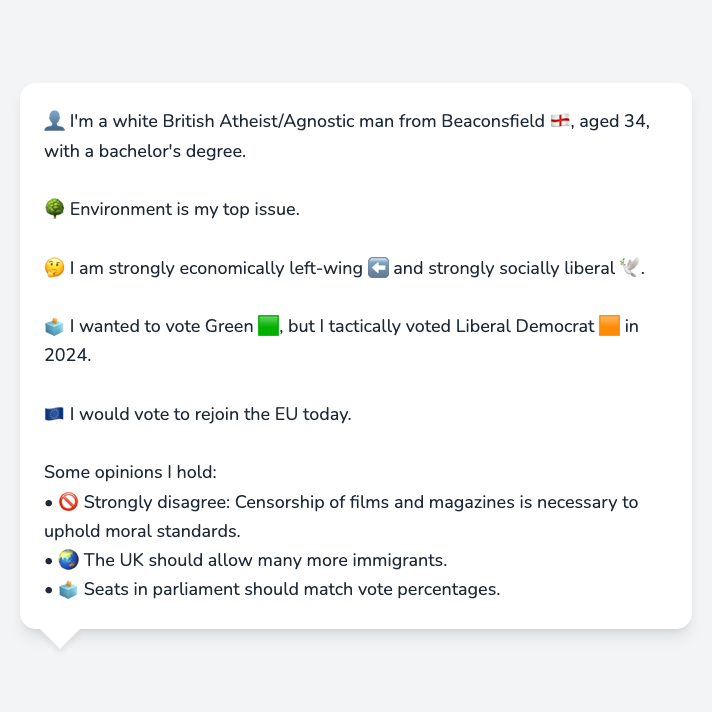 👤 I'm a white British Atheist/Agnostic man from Beaconsfield 🏴󠁧󠁢󠁥󠁮󠁧󠁿, aged 34,
with a bachelor's degree.
🌳 Environment is my top issue.
🤔 I am strongly economically left-wing ⬅️ and strongly socially liberal 🕊️.
🗳️ I wanted to vote Green 🟩, but I tactically voted Liberal Democrat 🟧 in
2024.
🇪🇺 I would vote to rejoin the EU today.
Some opinions I hold:
• 🚫 Strongly disagree: Censorship of films and magazines is necessary to
uphold moral standards.
• 🌏 The UK should allow many more immigrants.
• 🗳️ Seats in parliament should match vote percentages.